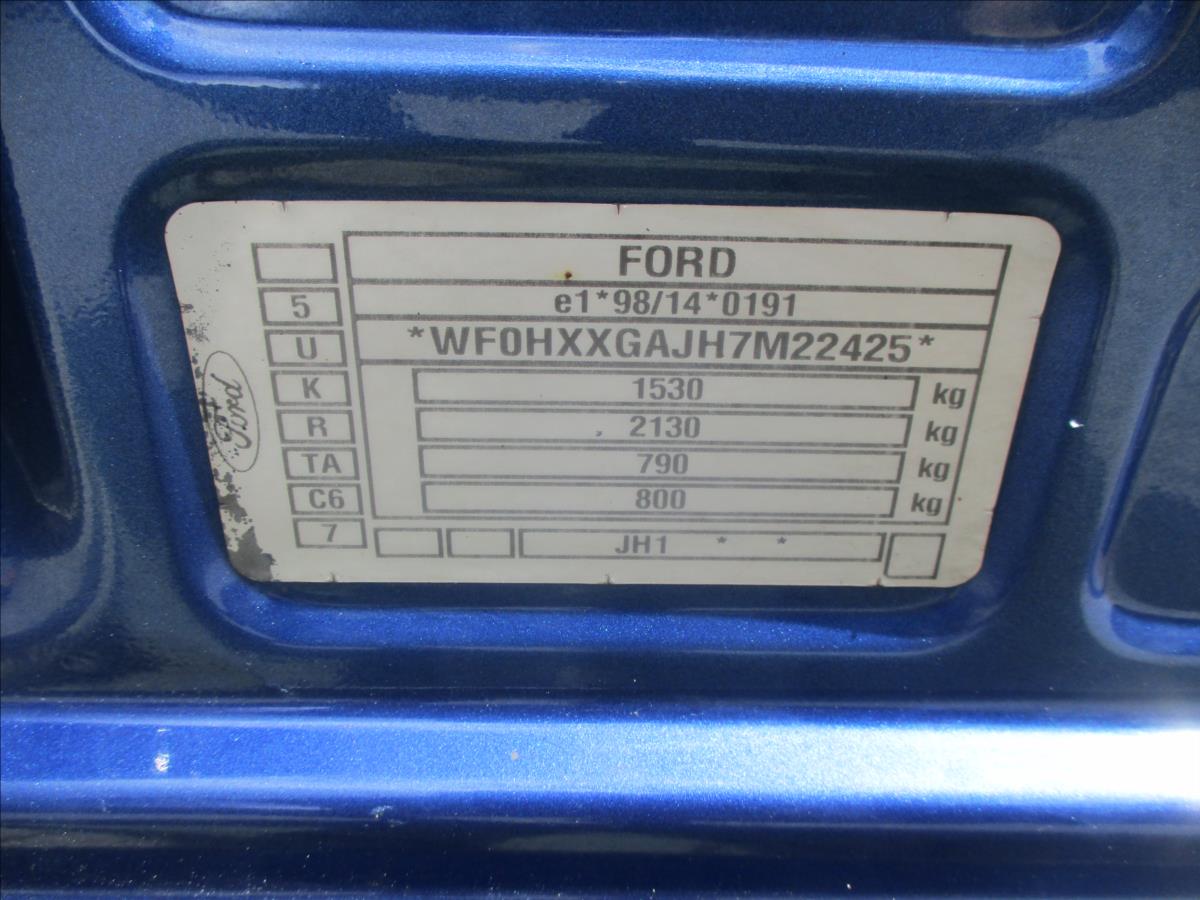 FORD
5 e1*98/14*0191
U *WF0HXXGAJH7M22425*
K 1530 kg
R 2130 kg
TA 790 kg
C6 800 kg
7 JH1 * *
Ford